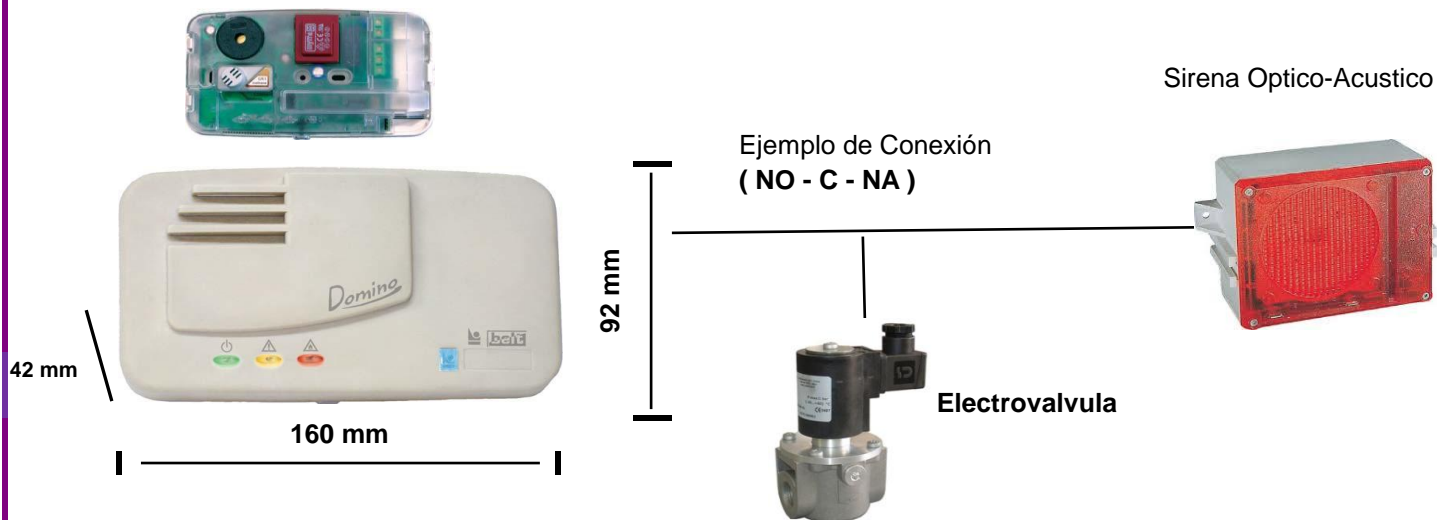 Sirena Optico-Acustico
Ejemplo de Conexión
( NO - C - NA )
Domino
beit
92 mm
42 mm
160 mm
Electrovalvula